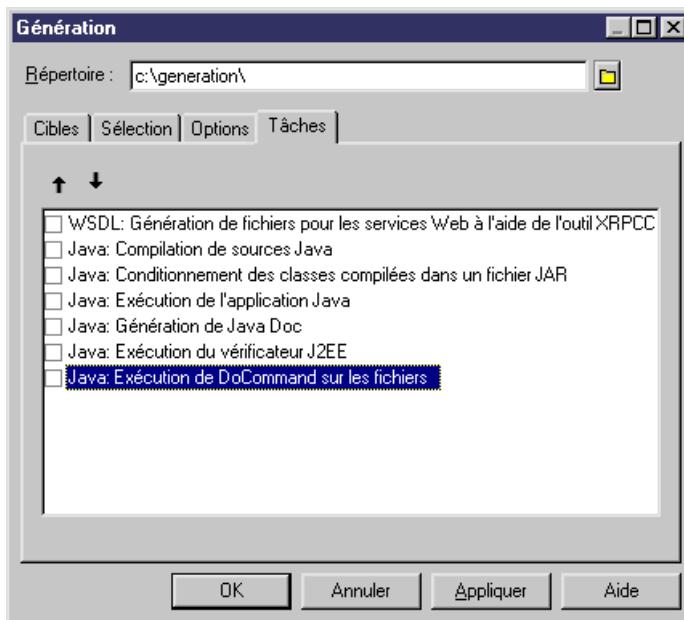 Génération
Répertoire : c:\generation\
Cibles Sélection Options Tâches
WSDL: Génération de fichiers pour les services Web à l'aide de l'outil XRPCC
Java: Compilation de sources Java
Java: Conditionnement des classes compilées dans un fichier JAR
Java: Exécution de l'application Java
Java: Génération de Java Doc
Java: Exécution du vérificateur J2EE
Java: Exécution de DoCommand sur les fichiers
OK Annuler Appliquer Aide